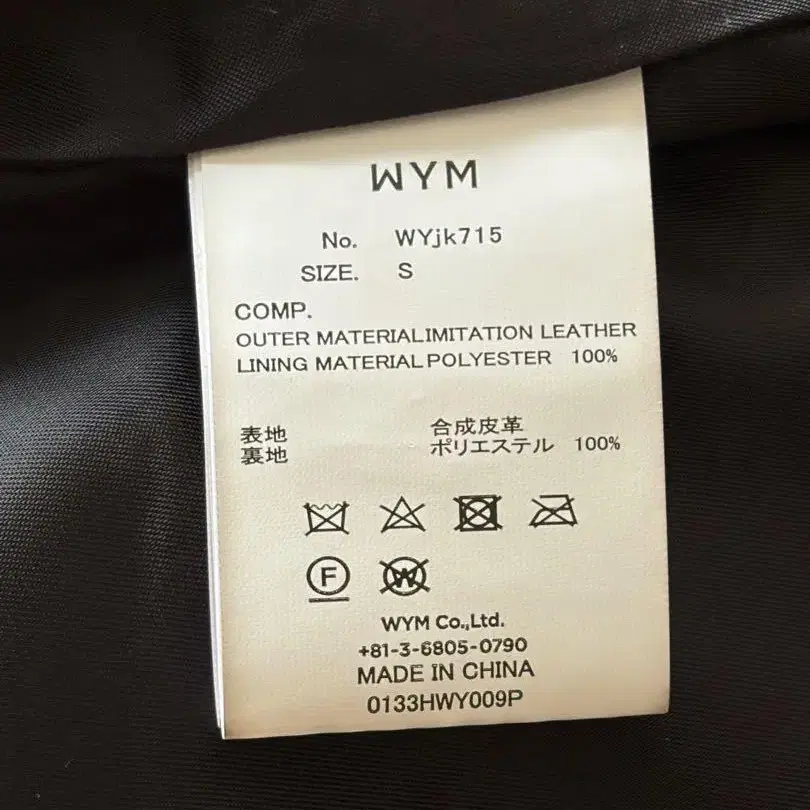 WYM
No. WYjk715
SIZE. S
COMP.
OUTER MATERIALIMITATION LEATHER
LINING MATERIAL POLYESTER 100%
表地 合成皮革
裏地 ポリエステル 100%
F W
WYM Co.,Ltd.
+81-3-6805-0790
MADE IN CHINA
0133HWY009P